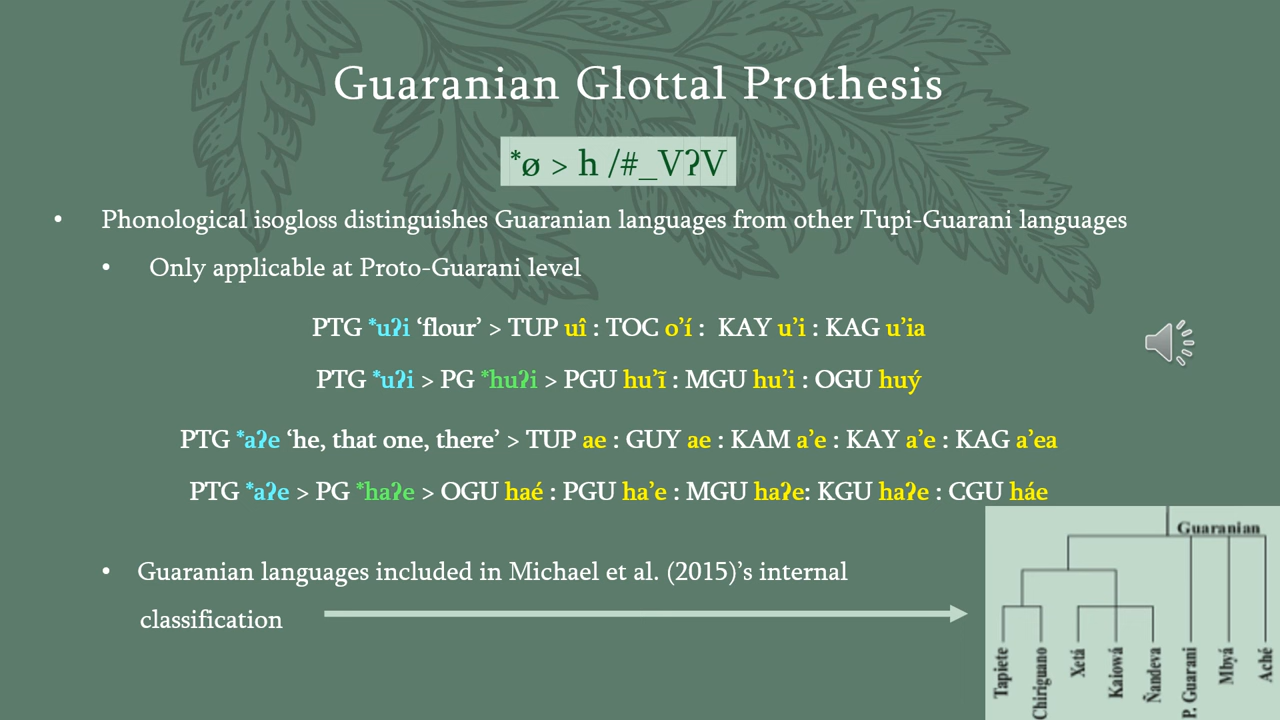 Guaranian Glottal Prothesis
*ø > h /#_VʔV
• Phonological isogloss distinguishes Guaranian languages from other Tupi-Guarani languages
• Only applicable at Proto-Guarani level
PTG *uʔi ‘flour’ > TUP uî : TOC o’í : KAY u’i : KAG u’ia
PTG *uʔi > PG *huʔi > PGU hu’ĩ : MGU hu’i : OGU huý
PTG *aʔe ‘he, that one, there’ > TUP ae : GUY ae : KAM a’e : KAY a’e : KAG a’ea
PTG *aʔe > PG *haʔe > OGU haé : PGU ha’e : MGU haʔe: KGU haʔe : CGU háe
• Guaranian languages included in Michael et al. (2015)’s internal
classification
Guaranian
Tapiete
Chiriguano
Xetá
Kaiowá
Ñandeva
P. Guarani
Mbyá
Aché